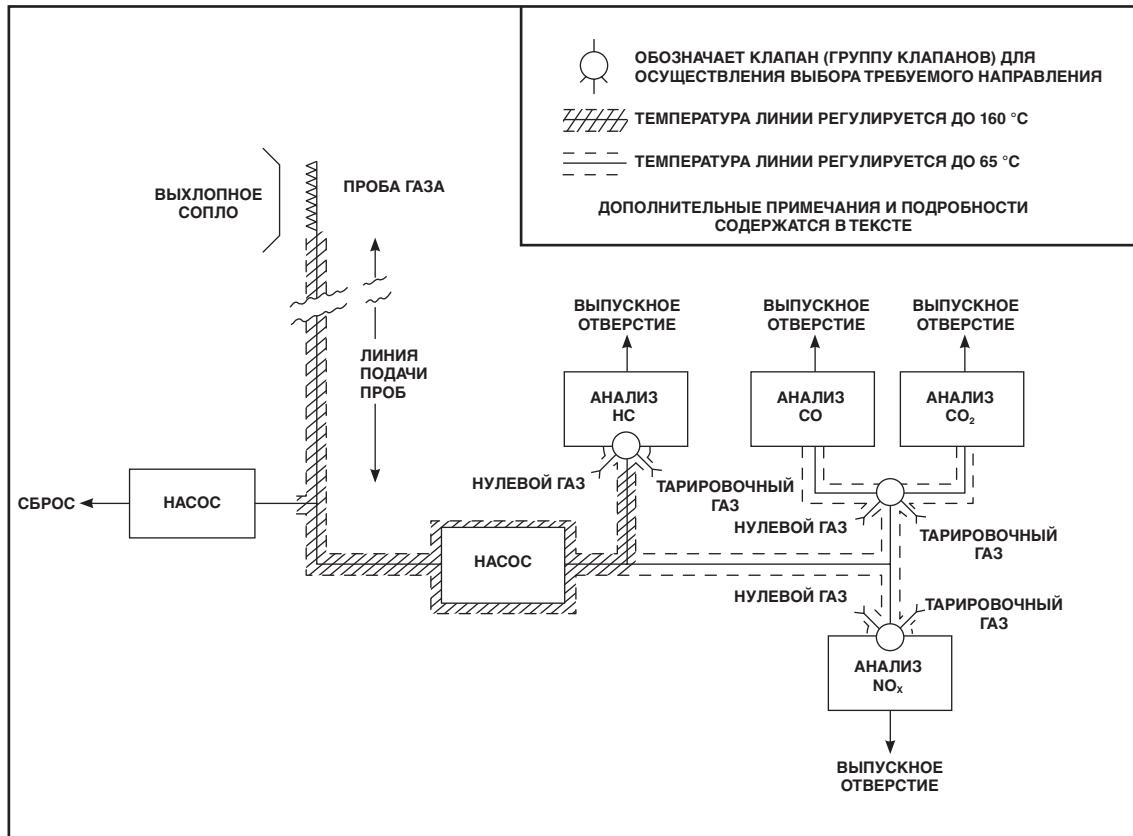 ОБОЗНАЧАЕТ КЛАПАН (ГРУППУ КЛАПАНОВ) ДЛЯ
ОСУЩЕСТВЛЕНИЯ ВЫБОРА ТРЕБУЕМОГО НАПРАВЛЕНИЯ
ТЕМПЕРАТУРА ЛИНИИ РЕГУЛИРУЕТСЯ ДО 160 °C
ТЕМПЕРАТУРА ЛИНИИ РЕГУЛИРУЕТСЯ ДО 65 °C
ДОПОЛНИТЕЛЬНЫЕ ПРИМЕЧАНИЯ И ПОДРОБНОСТИ
СОДЕРЖАТСЯ В ТЕКСТЕ
ВЫХЛОПНОЕ
СОПЛО
ПРОБА ГАЗА
ЛИНИЯ
ПОДАЧИ
ПРОБ
СБРОС
НАСОС
НАСОС
ВЫПУСКНОЕ
ОТВЕРСТИЕ
ВЫПУСКНОЕ
ОТВЕРСТИЕ
ВЫПУСКНОЕ
ОТВЕРСТИЕ
АНАЛИЗ
HC
АНАЛИЗ
CO
АНАЛИЗ
CO₂
НУЛЕВОЙ ГАЗ
ТАРИРОВОЧНЫЙ
ГАЗ
НУЛЕВОЙ ГАЗ
ТАРИРОВОЧНЫЙ
ГАЗ
НУЛЕВОЙ ГАЗ
ТАРИРОВОЧНЫЙ
ГАЗ
АНАЛИЗ
NOₓ
ВЫПУСКНОЕ
ОТВЕРСТИЕ